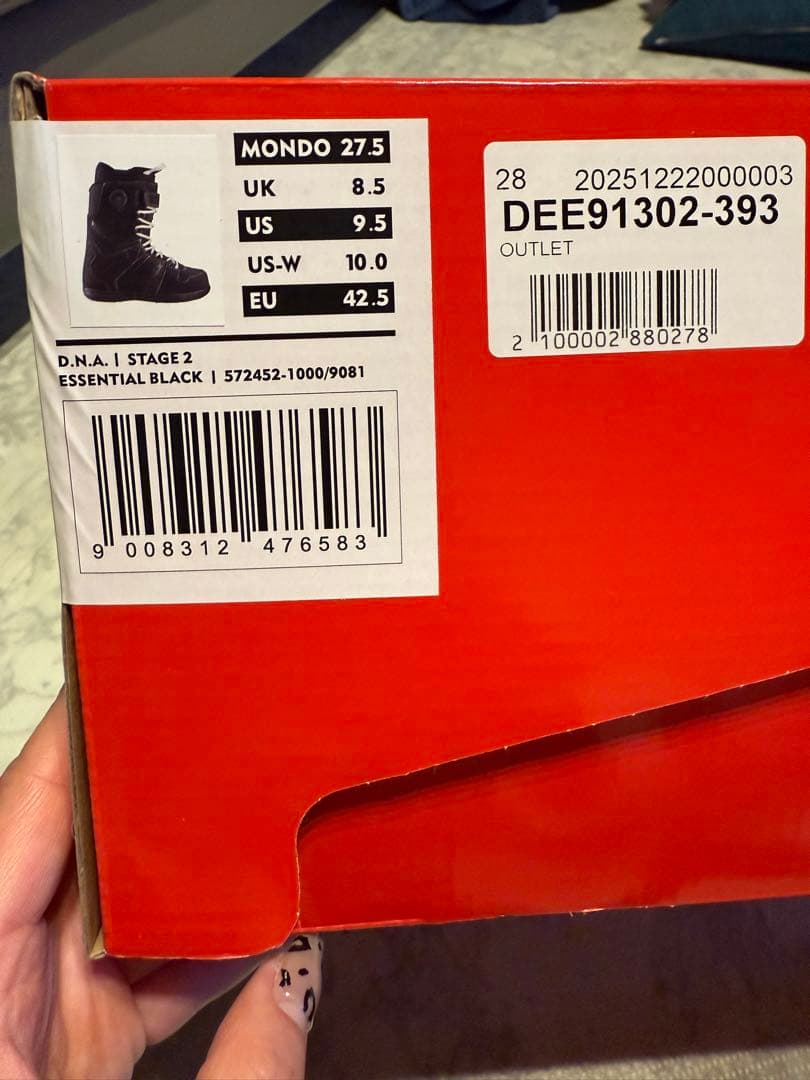 MONDO 27.5
UK 8.5
US 9.5
US-W 10.0
EU 42.5
D.N.A. | STAGE 2
ESSENTIAL BLACK | 572452-1000/9081
9 008312 476583
28 20251222000003
DEE91302-393
OUTLET
2 100002 880278